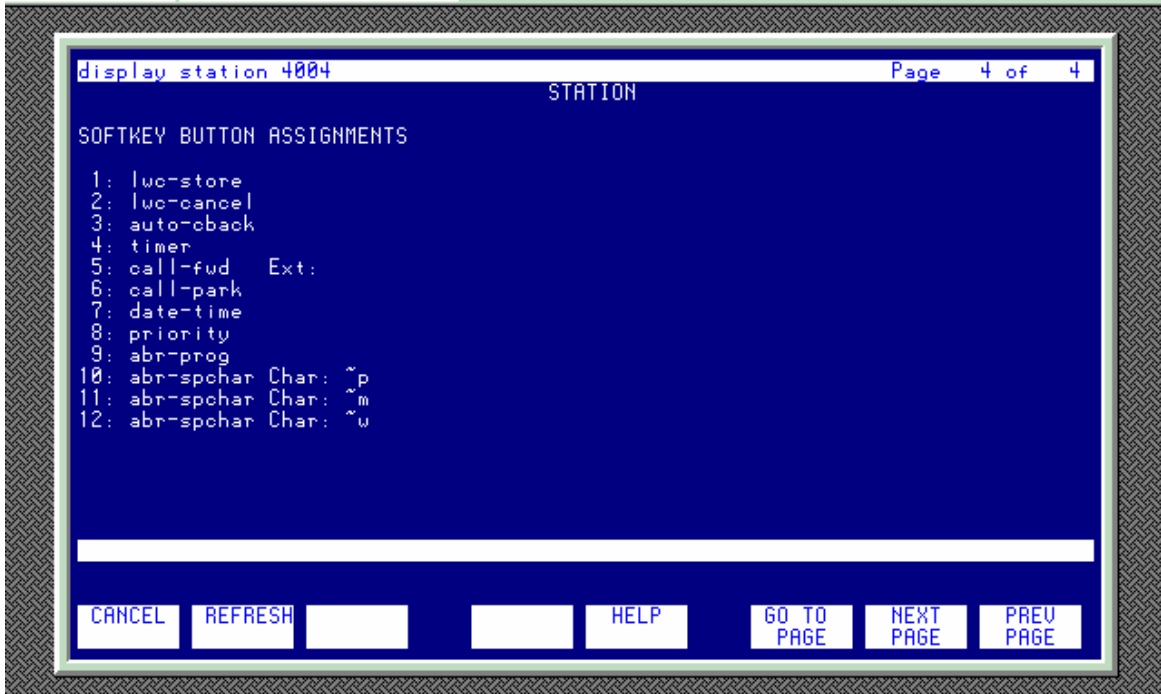 display station 4004 Page 4 of 4
STATION
SOFTKEY BUTTON ASSIGNMENTS
1: lwc-store
2: lwc-cancel
3: auto-cback
4: timer
5: call-fwd Ext:
6: call-park
7: date-time
8: priority
9: abr-prog
10: abr-spchar Char: ~p
11: abr-spchar Char: ~m
12: abr-spchar Char: ~w
CANCEL REFRESH HELP GO TO PAGE NEXT PAGE PREV PAGE